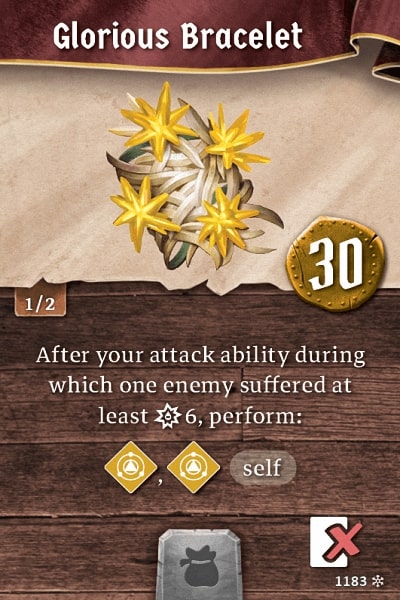 Glorious Bracelet
30
1/2
After your attack ability during
which one enemy suffered at
least 6, perform:
, self
1183